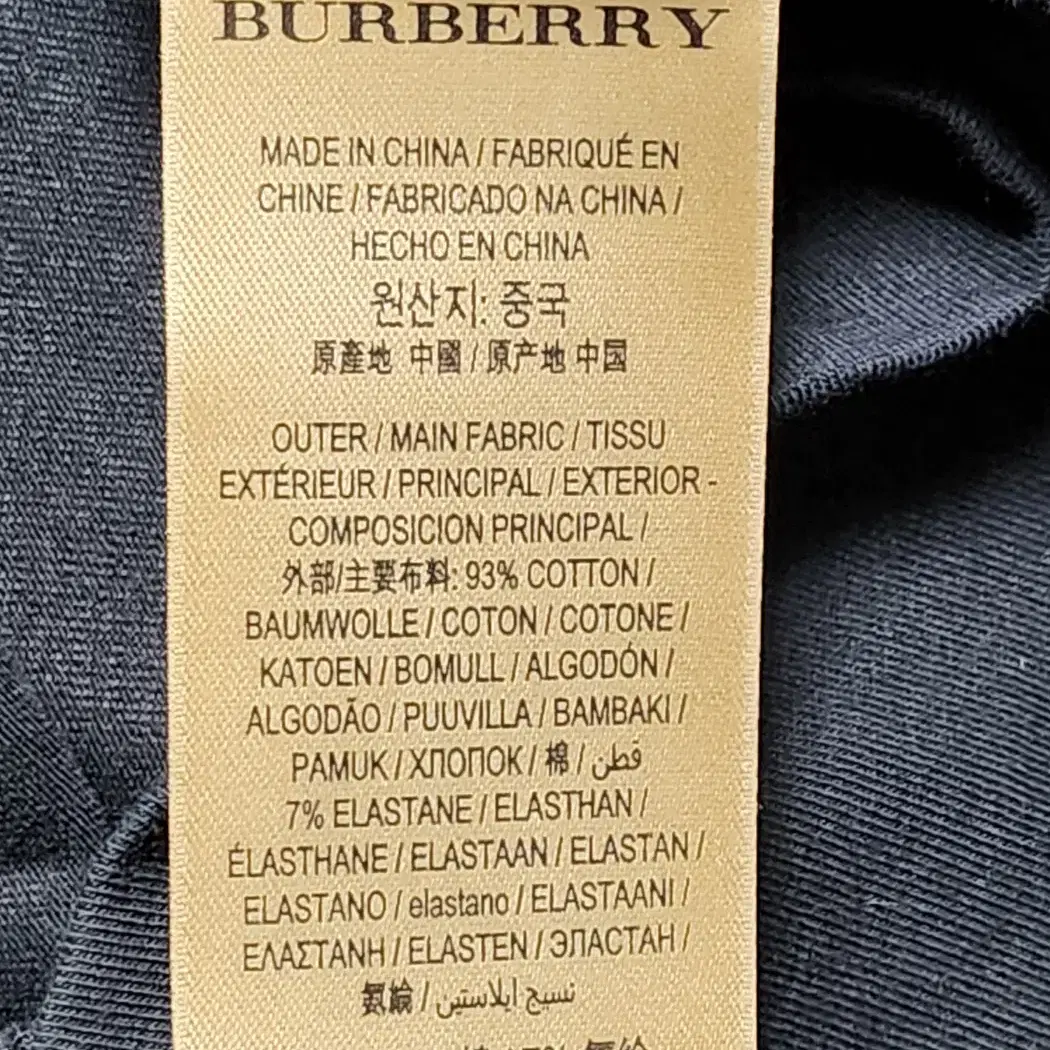 BURBERRY
MADE IN CHINA / FABRIQUÉ EN
CHINE / FABRICADO NA CHINA /
HECHO EN CHINA
원산지: 중국
原產地 中國 / 原产地 中国
OUTER / MAIN FABRIC / TISSU
EXTÉRIEUR / PRINCIPAL / EXTERIOR -
COMPOSICION PRINCIPAL /
外部/主要布料: 93% COTTON /
BAUMWOLLE / COTON / COTONE /
KATOEN / BOMULL / ALGODÓN /
ALGODÃO / PUUVILLA / BAMBAKI /
PAMUK / ХЛОПОК / 棉 / قطن
7% ELASTANE / ELASTHAN /
ÉLASTHANE / ELASTAAN / ELASTAN /
ELASTANO / elastano / ELASTAANI /
ΕΛΑΣΤΑΝΗ / ELASTEN / ЭЛАСТАН /
氨綸 / نسيج ايلاستين